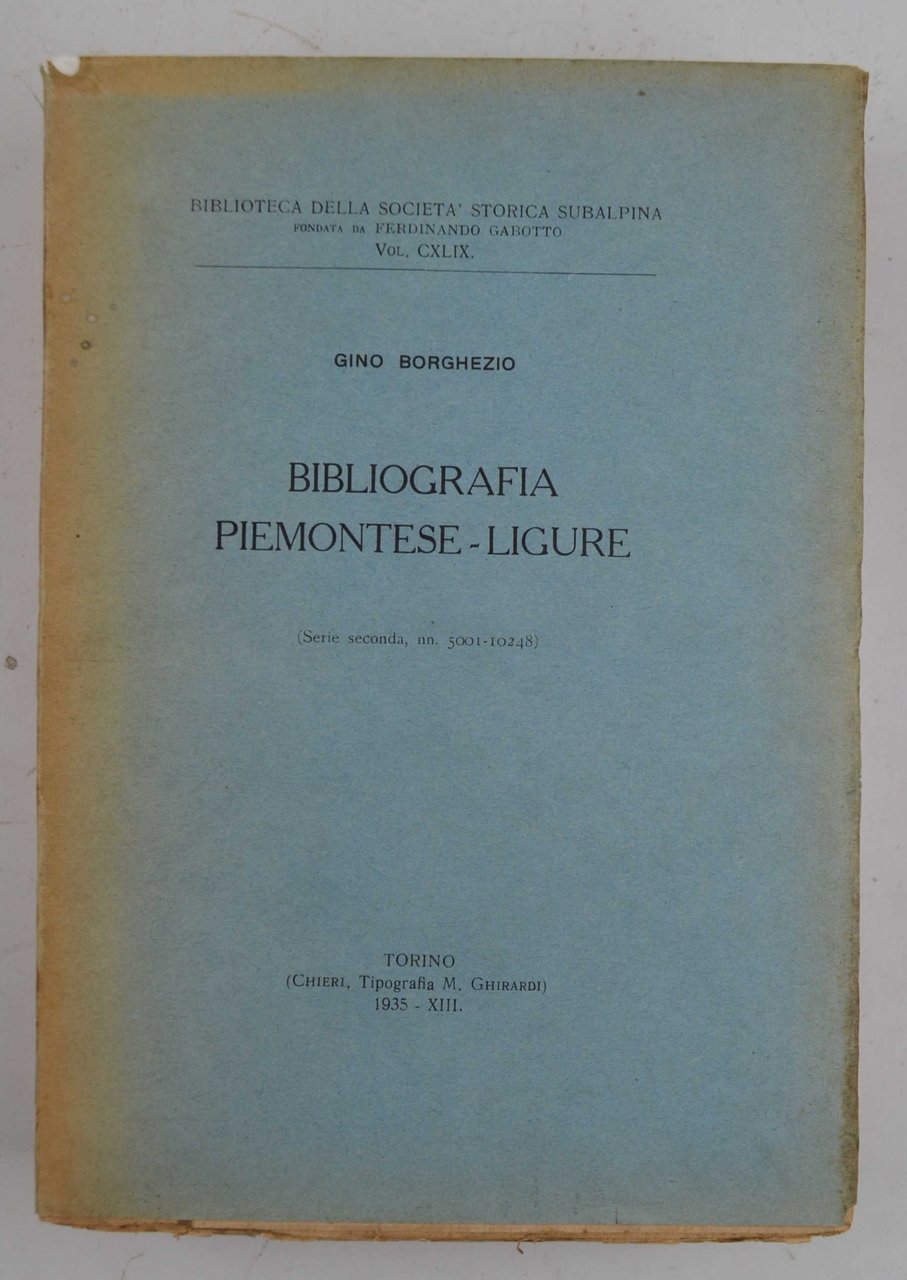 BIBLIOTECA DELLA SOCIETA' STORICA SUBALPINA
FONDATA DA FERDINANDO GABOTTO
VOL. CXLIX.
GINO BORGHEZIO
BIBLIOGRAFIA
PIEMONTESE - LIGURE
(Serie seconda, nn. 5001-10248)
TORINO
(CHIERI, Tipografia M. GHIRARDI)
1935 - XIII.